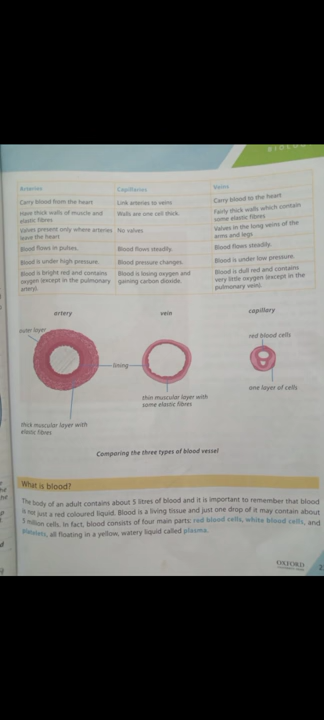 BIOLOG
Arteries Capillaries Veins
Carry blood from the heart Link arteries to veins Carry blood to the heart
Have thick walls of muscle and elastic fibres Walls are one cell thick. Fairly thick walls which contain some elastic fibres
Valves present only where arteries leave the heart No valves Valves in the long veins of the arms and legs
Blood flows in pulses. Blood flows steadily. Blood flows steadily.
Blood is under high pressure. Blood pressure changes. Blood is under low pressure.
Blood is bright red and contains oxygen (except in the pulmonary artery). Blood is losing oxygen and gaining carbon dioxide. Blood is dull red and contains very little oxygen (except in the pulmonary vein).
artery vein capillary
outer layer
red blood cells
lining
one layer of cells
thin muscular layer with
some elastic fibres
thick muscular layer with
elastic fibres
Comparing the three types of blood vessel
What is blood?
The body of an adult contains about 5 litres of blood and it is important to remember that blood
is not just a red coloured liquid. Blood is a living tissue and just one drop of it may contain about
5 million cells. In fact, blood consists of four main parts: red blood cells, white blood cells, and
platelets, all floating in a yellow, watery liquid called plasma.
OXFORD